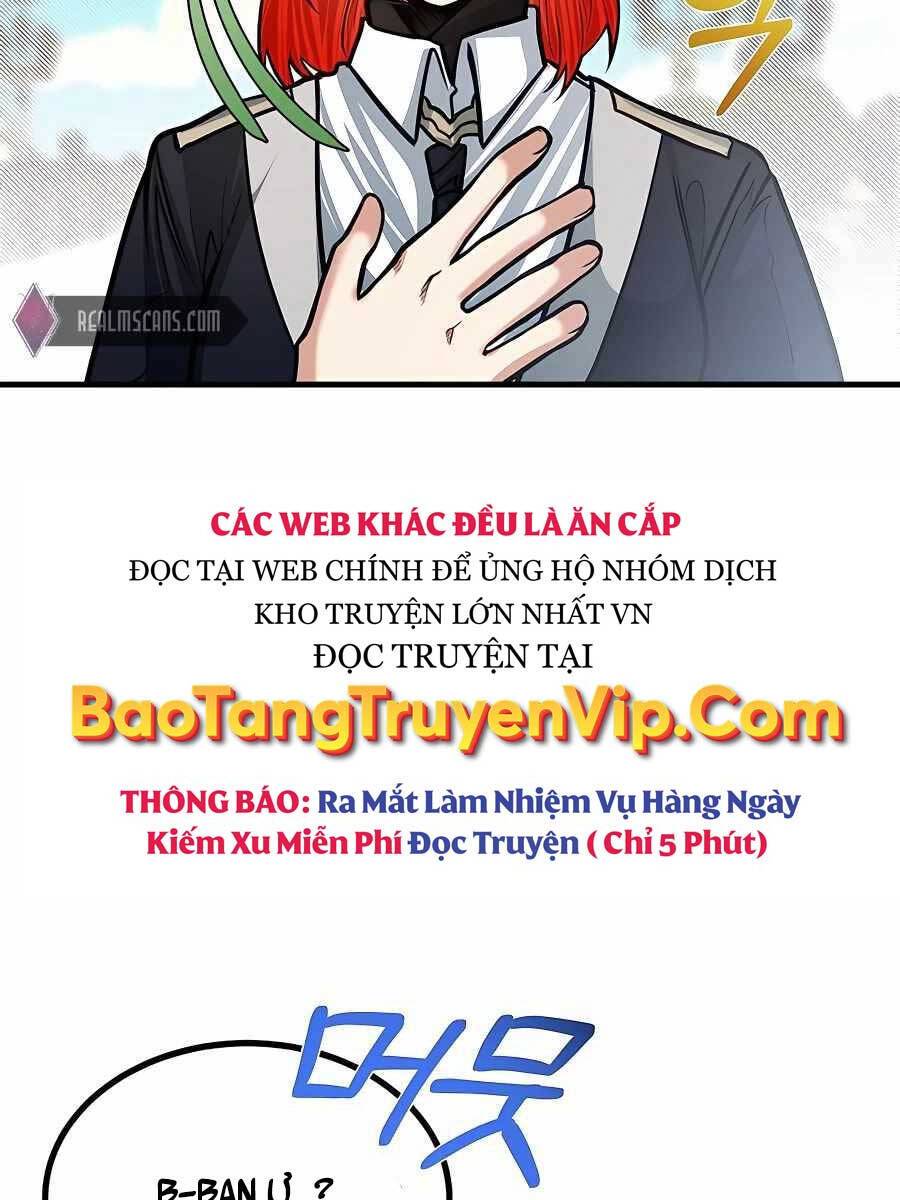 REALMSCANS.COM
CÁC WEB KHÁC ĐỀU LÀ ĂN CẮP
ĐỌC TẠI WEB CHÍNH ĐỂ ỦNG HỘ NHÓM DỊCH
KHO TRUYỆN LỚN NHẤT VN
ĐỌC TRUYỆN TẠI
BaoTangTruyenVip.Com
THÔNG BÁO: Ra Mắt Làm Nhiệm Vụ Hàng Ngày
Kiếm Xu Miễn Phí Đọc Truyện ( Chỉ 5 Phút)
머뭇
B-BẠN Ư...?